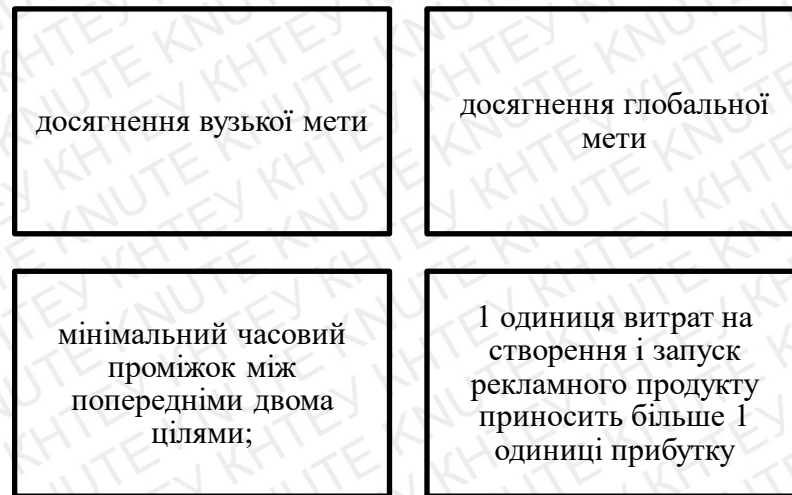 досягнення вузької мети
досягнення глобальної
мети
мінімальний часовий
проміжок між
попередніми двома
цілями;
1 одиниця витрат на
створення і запуск
рекламного продукту
приносить більше 1
одиниці прибутку